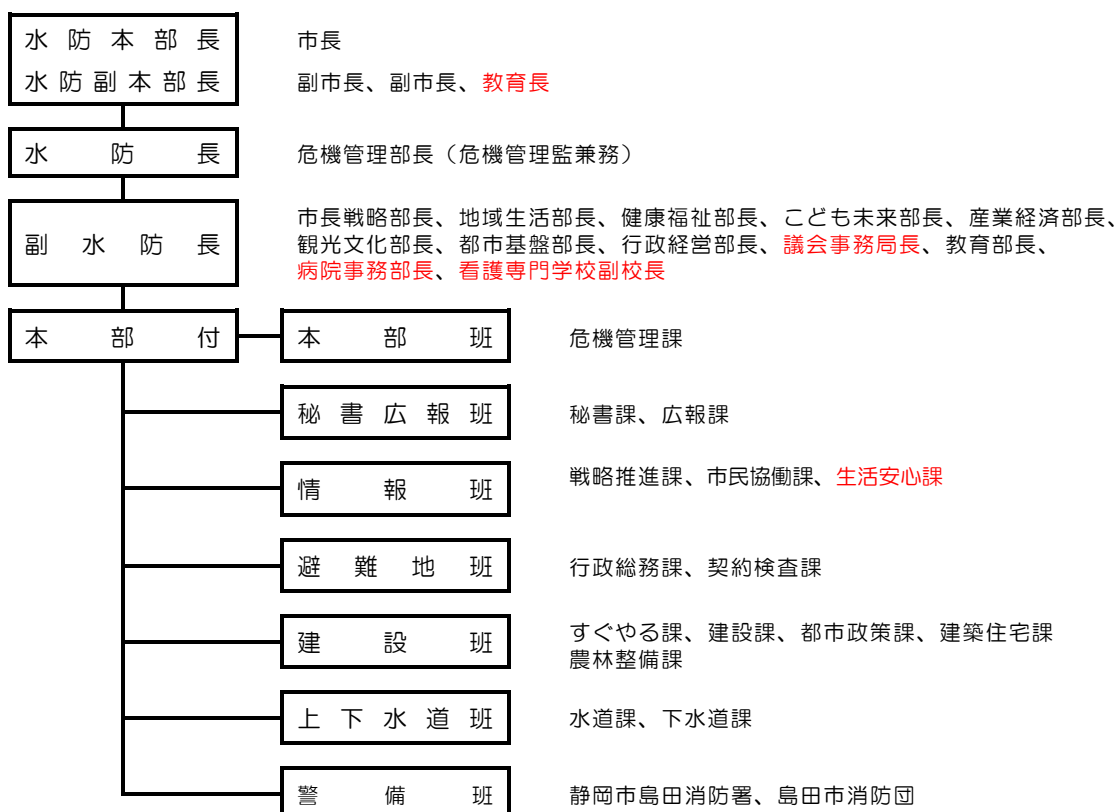 水防本部長 市長
水防副本部長 副市長、副市長、教育長
水防長 危機管理部長（危機管理監兼務）
副水防長 市長戦略部長、地域生活部長、健康福祉部長、こども未来部長、産業経済部長、
観光文化部長、都市基盤部長、行政経営部長、議会事務局長、教育部長、
病院事務部長、看護専門学校副校長
本部付 本部班 危機管理課
秘書広報班 秘書課、広報課
情報班 戦略推進課、市民協働課、生活安心課
避難地班 行政総務課、契約検査課
建設班 すぐやる課、建設課、都市政策課、建築住宅課
農林整備課
上下水道班 水道課、下水道課
警備班 静岡市島田消防署、島田市消防団